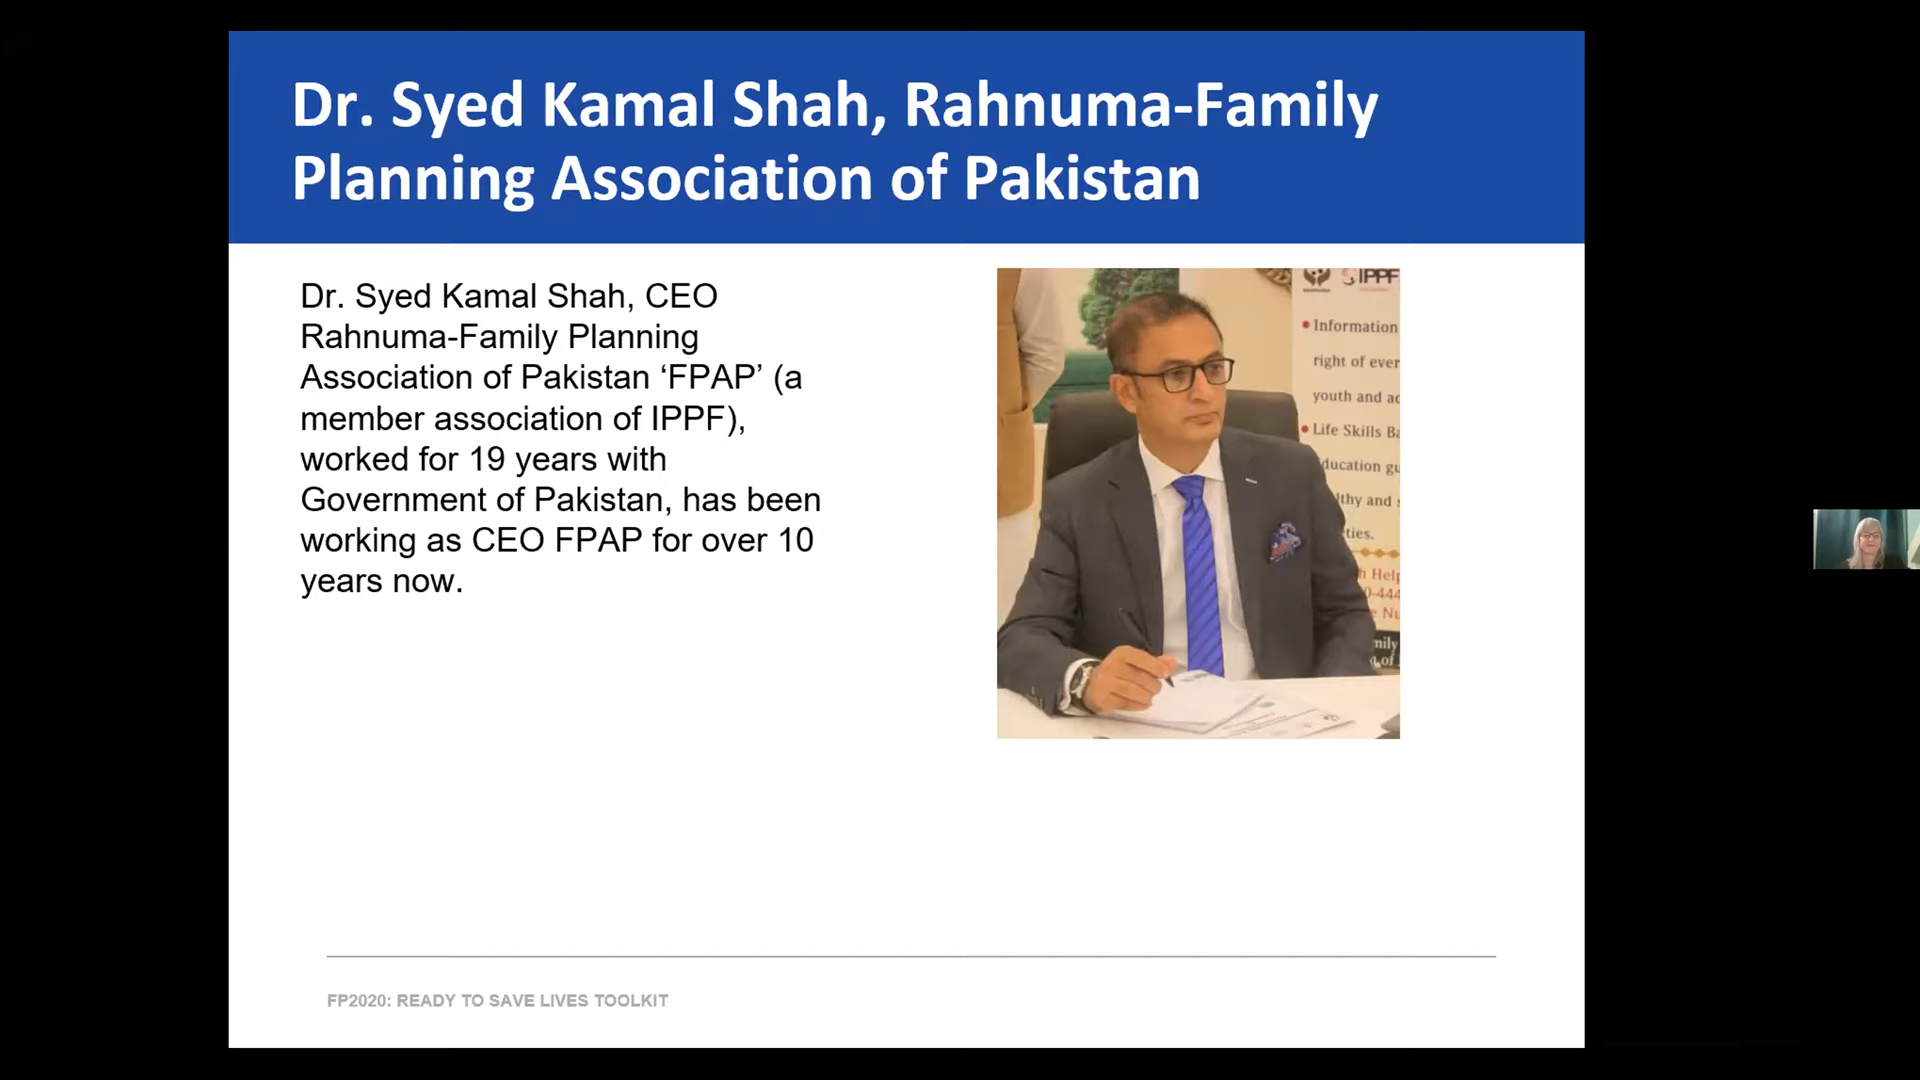 Dr. Syed Kamal Shah, Rahnuma-Family
Planning Association of Pakistan
Dr. Syed Kamal Shah, CEO
Rahnuma-Family Planning
Association of Pakistan ‘FPAP’ (a
member association of IPPF),
worked for 19 years with
Government of Pakistan, has been
working as CEO FPAP for over 10
years now.
IPPF
Information
right of ever
youth and
Life Skills
ties.
FP2020: READY TO SAVE LIVES TOOLKIT